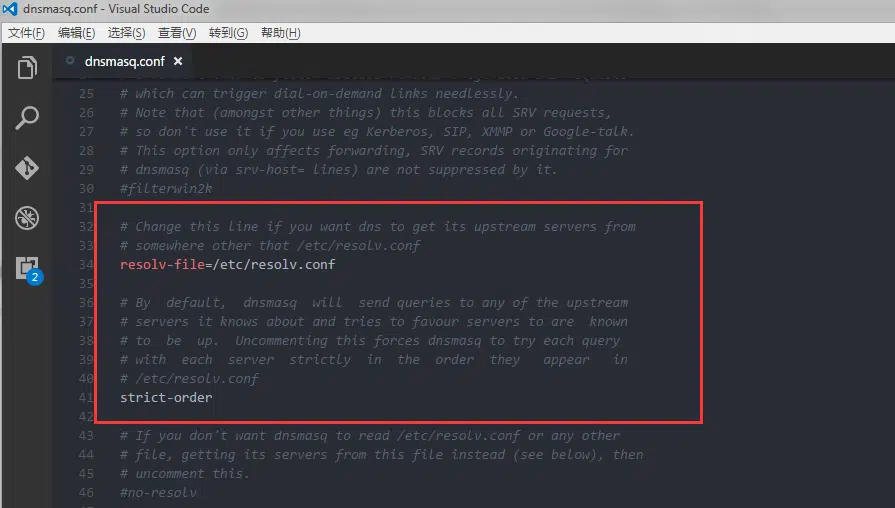 dnsmasq.conf - Visual Studio Code
文件(F) 编辑(E) 选择(S) 查看(V) 转到(G) 帮助(H)
dnsmasq.conf ×
25 # which can trigger dial-on-demand links needlessly.
26 # Note that (amongst other things) this blocks all SRV requests,
27 # so don't use it if you use eg Kerberos, SIP, XMMP or Google-talk.
28 # This option only affects forwarding, SRV records originating for
29 # dnsmasq (via srv-host= lines) are not suppressed by it.
30 #filterwin2k
31
32 # Change this line if you want dns to get its upstream servers from
33 # somewhere other that /etc/resolv.conf
34 resolv-file=/etc/resolv.conf
35
36 # By  default,  dnsmasq  will  send queries to any of the upstream
37 # servers it knows about and tries to favour servers to are  known
38 # to  be  up.  Uncommenting this forces dnsmasq to try each query
39 # with  each  server  strictly  in  the  order  they   appear   in
40 # /etc/resolv.conf
41 strict-order
42
43 # If you don't want dnsmasq to read /etc/resolv.conf or any other
44 # file, getting its servers from this file instead (see below), then
45 # uncomment this.
46 #no-resolv
2